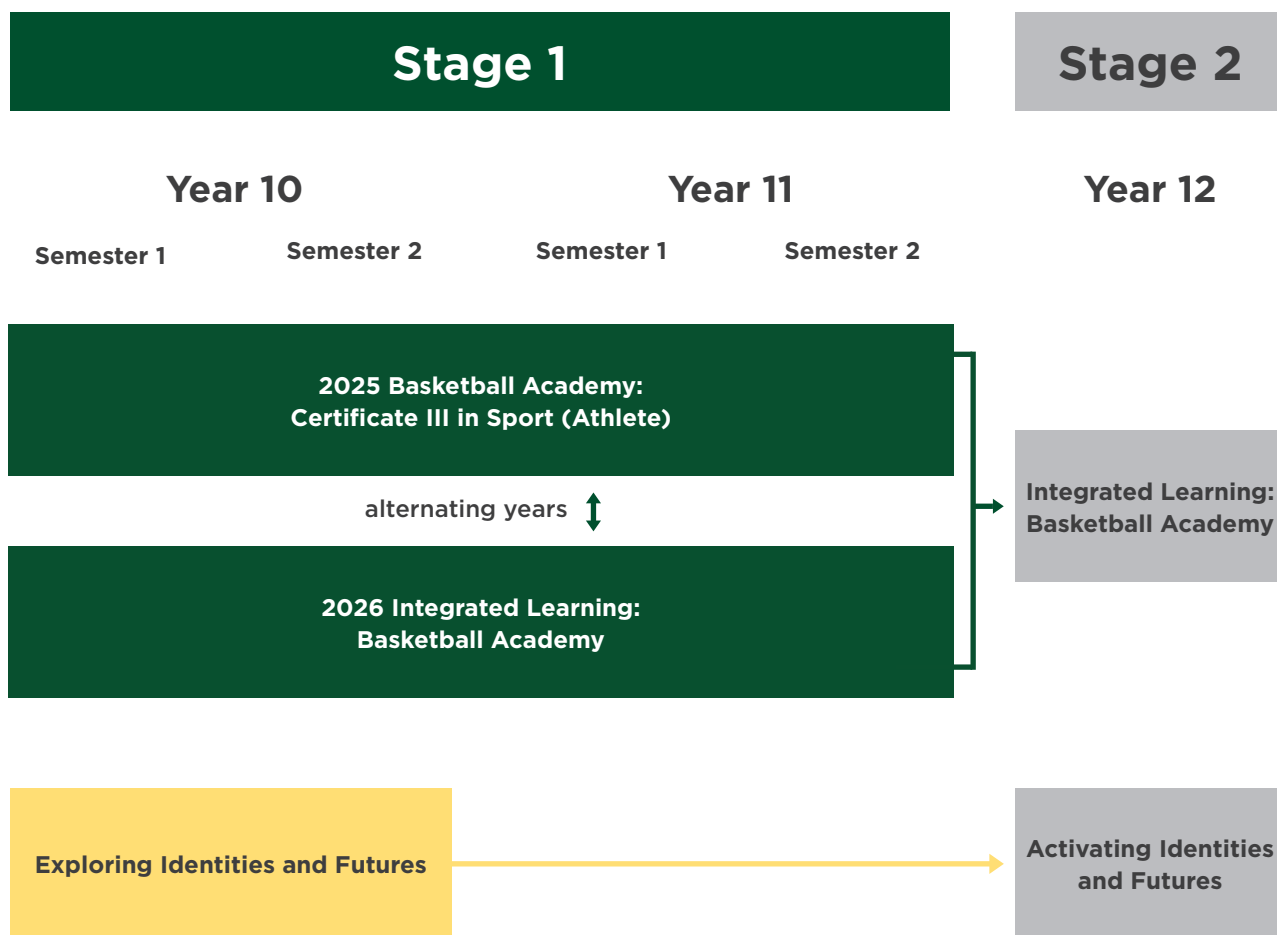 Stage 1
Stage 2
Year 10
Year 11
Year 12
Semester 1
Semester 2
Semester 1
Semester 2
2025 Basketball Academy:
Certificate III in Sport (Athlete)
alternating years
2026 Integrated Learning:
Basketball Academy
Integrated Learning:
Basketball Academy
Exploring Identities and Futures
Activating Identities
and Futures